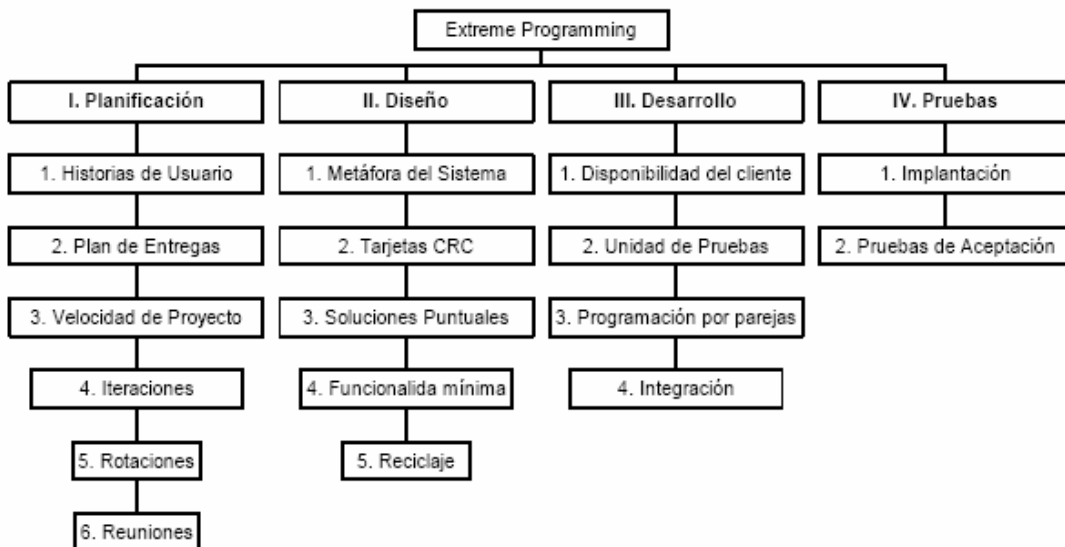 Extreme Programming
I. Planificación
II. Diseño
III. Desarrollo
IV. Pruebas
1. Historias de Usuario
1. Metáfora del Sistema
1. Disponibilidad del cliente
1. Implantación
2. Plan de Entregas
2. Tarjetas CRC
2. Unidad de Pruebas
2. Pruebas de Aceptación
3. Velocidad de Proyecto
3. Soluciones Puntuales
3. Programación por parejas
4. Iteraciones
4. Funcionalida mínima
4. Integración
5. Rotaciones
5. Reciclaje
6. Reuniones